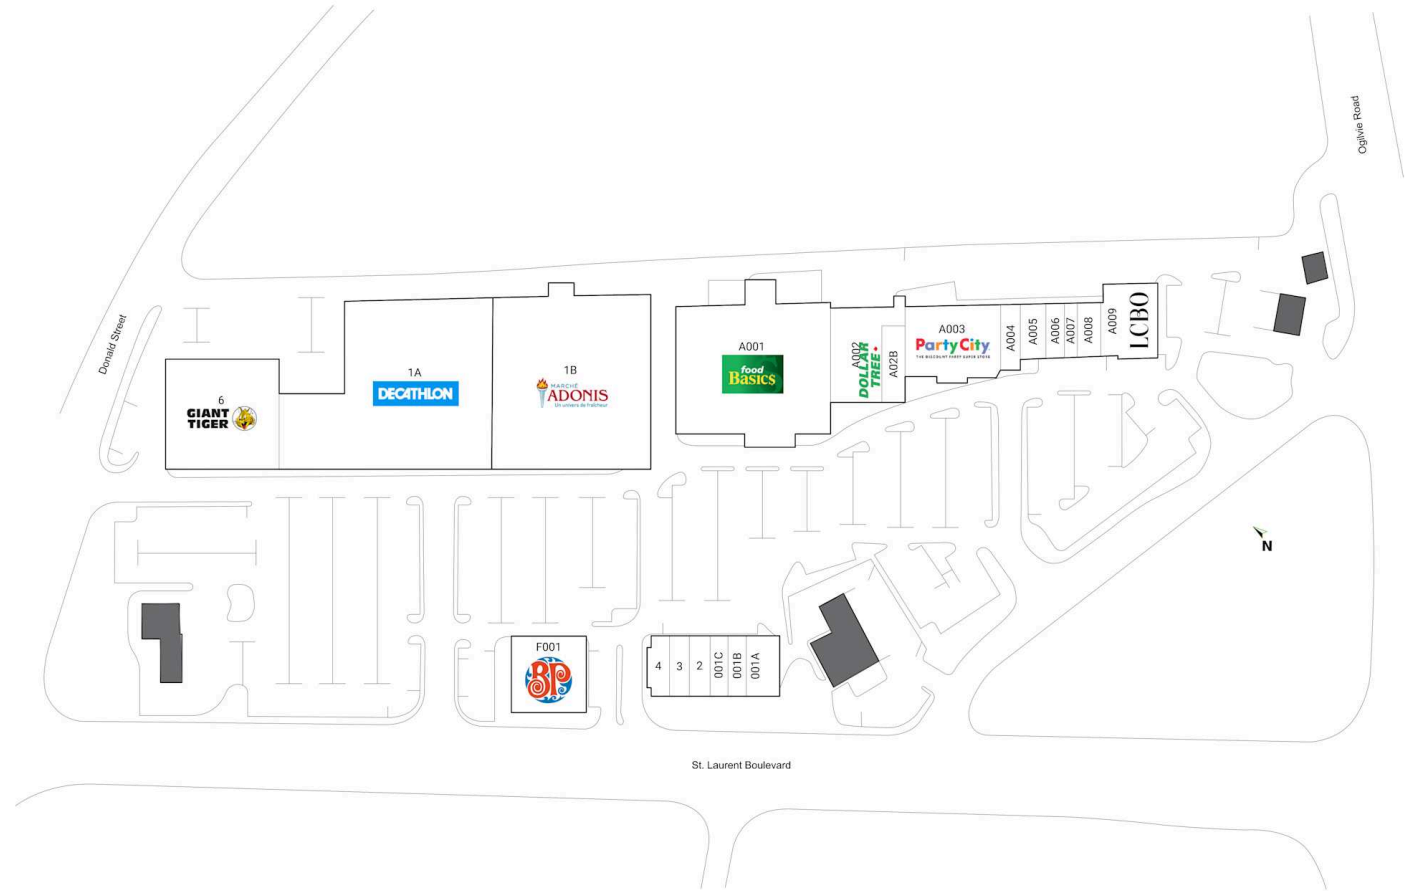 Ogilvie Road
Donald Street
6
GIANT
TIGER
1A
DECATHLON
1B
MARCHÉ
ADONIS
Un univers de fraîcheur
A001
food
Basics
A002
DOLLAR
TREE
A02B
A003
Party City
THE DISCOUNT PARTY SUPER STORE
A004
A005
A006
A007
A008
A009
LCBO
N
F001
BP
4
3
2
001C
001B
001A
St. Laurent Boulevard